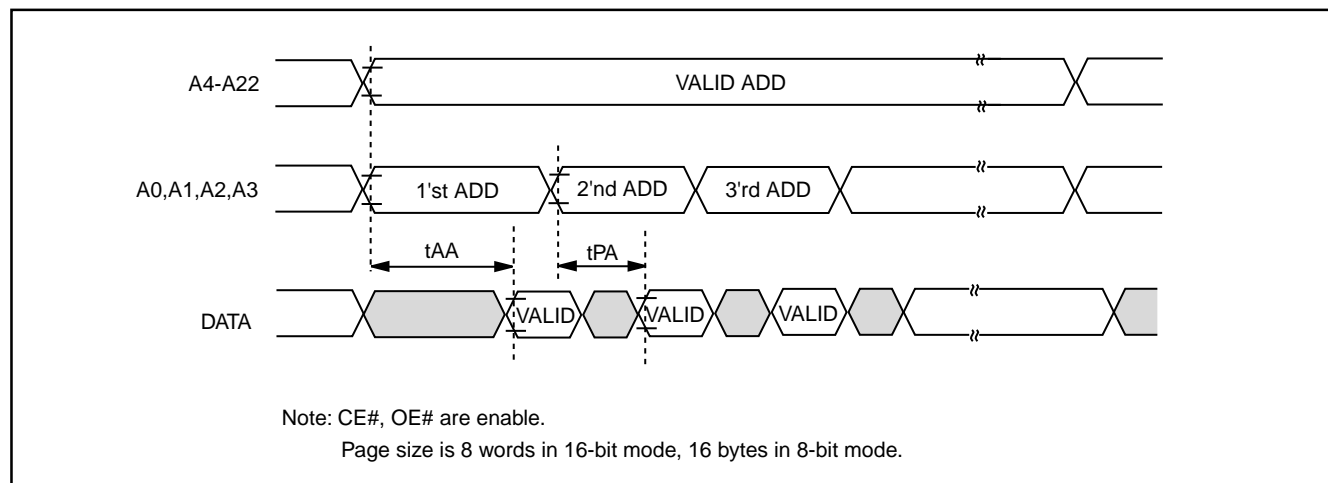 A4-A22
VALID ADD
A0,A1,A2,A3
1'st ADD
2'nd ADD
3'rd ADD
tAA
tPA
DATA
VALID
VALID
VALID
Note: CE#, OE# are enable.
Page size is 8 words in 16-bit mode, 16 bytes in 8-bit mode.